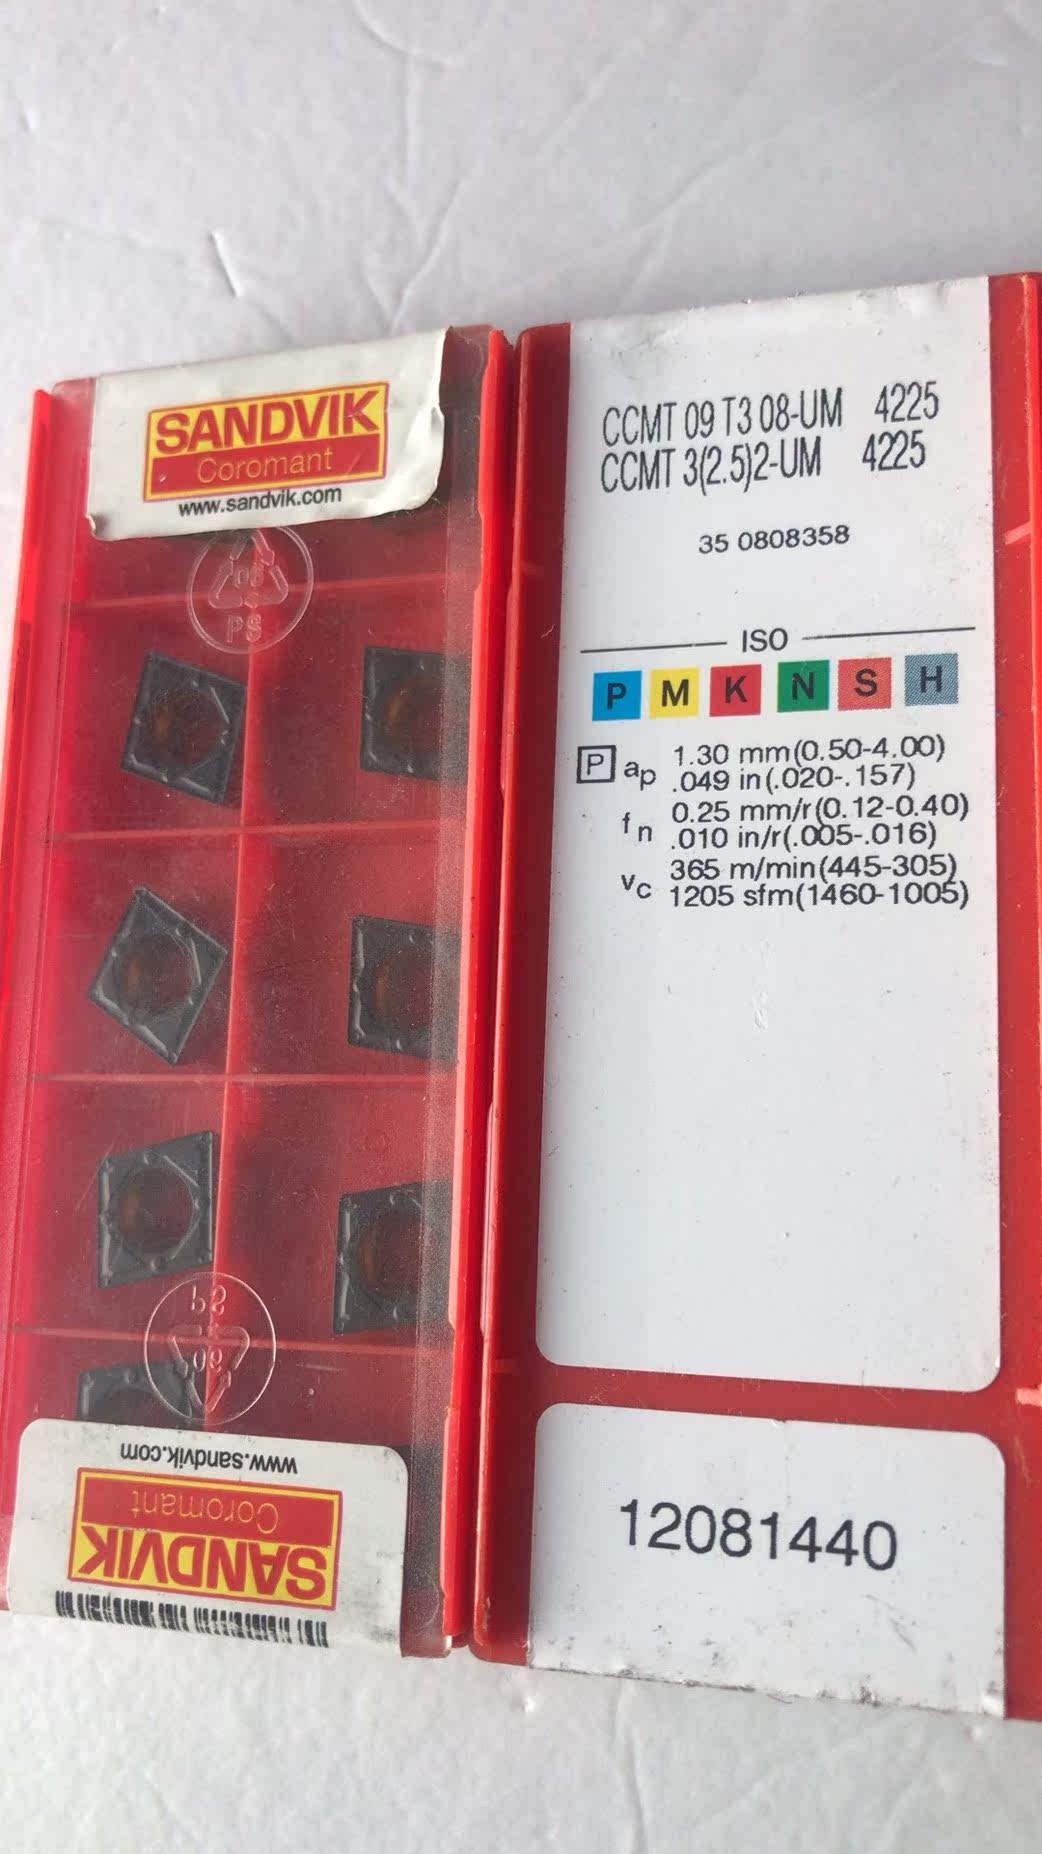 SANDVIK
Coromant
www.sandvik.com
06
PS
PS
06
www.sandvik.com
Coromant
SANDVIK
CCMT 09 T3 08-UM 4225
CCMT 3(2.5)2-UM 4225
35 0808358
ISO
P M K N S H
P ap 1.30 mm(0.50-4.00)
.049 in(.020-.157)
fn 0.25 mm/r(0.12-0.40)
.010 in/r(.005-.016)
vc 365 m/min(445-305)
1205 sfm(1460-1005)
12081440